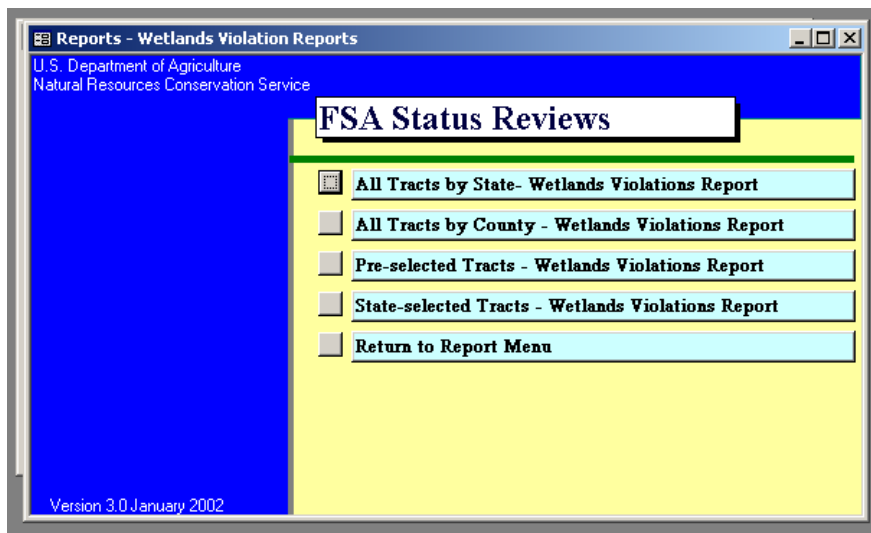 Reports - Wetlands Violation Reports
U.S. Department of Agriculture
Natural Resources Conservation Service
FSA Status Reviews
All Tracts by State- Wetlands Violations Report
All Tracts by County - Wetlands Violations Report
Pre-selected Tracts - Wetlands Violations Report
State-selected Tracts - Wetlands Violations Report
Return to Report Menu
Version 3.0 January 2002